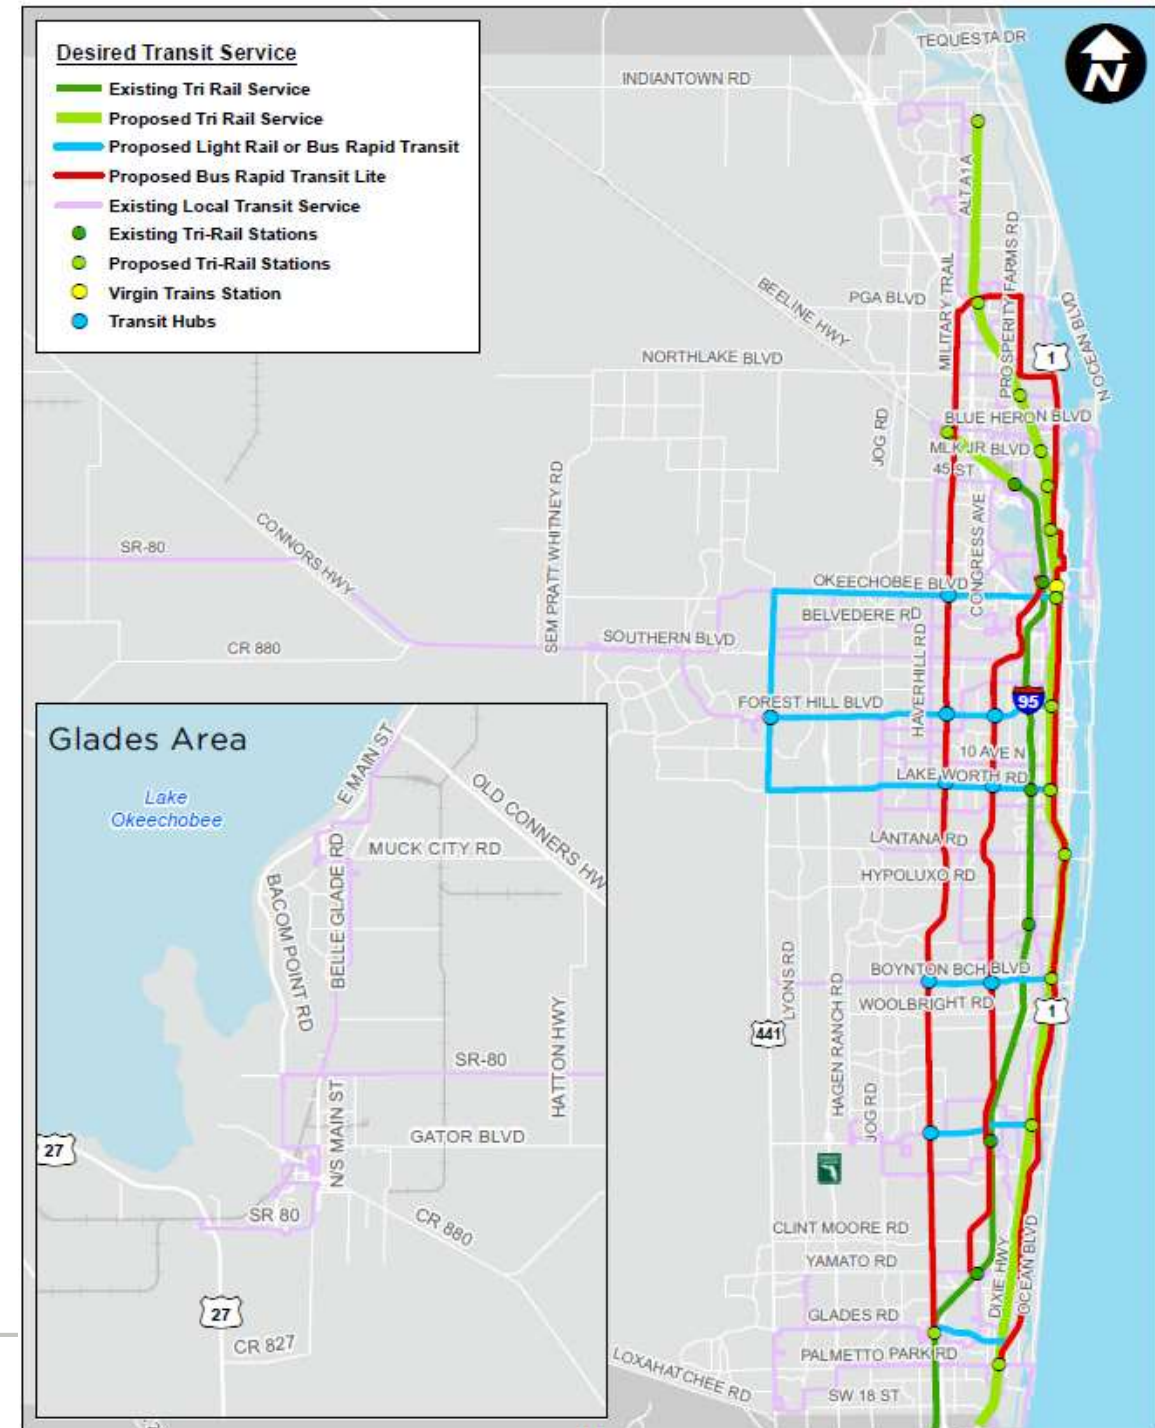 Desired Transit Service
Existing Tri Rail Service
Proposed Tri Rail Service
Proposed Light Rail or Bus Rapid Transit
Proposed Bus Rapid Transit Lite
Existing Local Transit Service
Existing Tri-Rail Stations
Proposed Tri-Rail Stations
Virgin Trains Station
Transit Hubs
N
TEQUESTA DR
INDIANTOWN RD
ALT A1A
PROSPERITY FARMS RD
MILITARY TRAIL
BEELINE HWY
PGA BLVD
N OCEAN BLVD
1
NORTHLAKE BLVD
JOG RD
BLUE HERON BLVD
MLK JR BLVD
45 ST
SEM PRATT WHITNEY RD
CONGRESS AVE
CONNORS HWY
SR-80
OKEECHOBEE BLVD
BELVEDERE RD
SOUTHERN BLVD
CR 880
HAVERHILL RD
FOREST HILL BLVD
95
10 AVE N
LAKE WORTH RD
LANTANA RD
HYPOLUXO RD
LYONS RD
BOYNTON BCH BLVD
WOOLBRIGHT RD
HAGEN RANCH RD
441
1
JOG RD
CLINT MOORE RD
YAMATO RD
DIXIE HWY
OCEAN BLVD
GLADES RD
PALMETTO PARK RD
LOXAHATCHEE RD
SW 18 ST
Glades Area
Lake
Okeechobee
E MAIN ST
OLD CONNERS HW
MUCK CITY RD
BELLE GLADE RD
BACOM POINT RD
HATTON HWY
SR-80
N/S MAIN ST
GATOR BLVD
27
SR 80
CR 880
27
CR 827